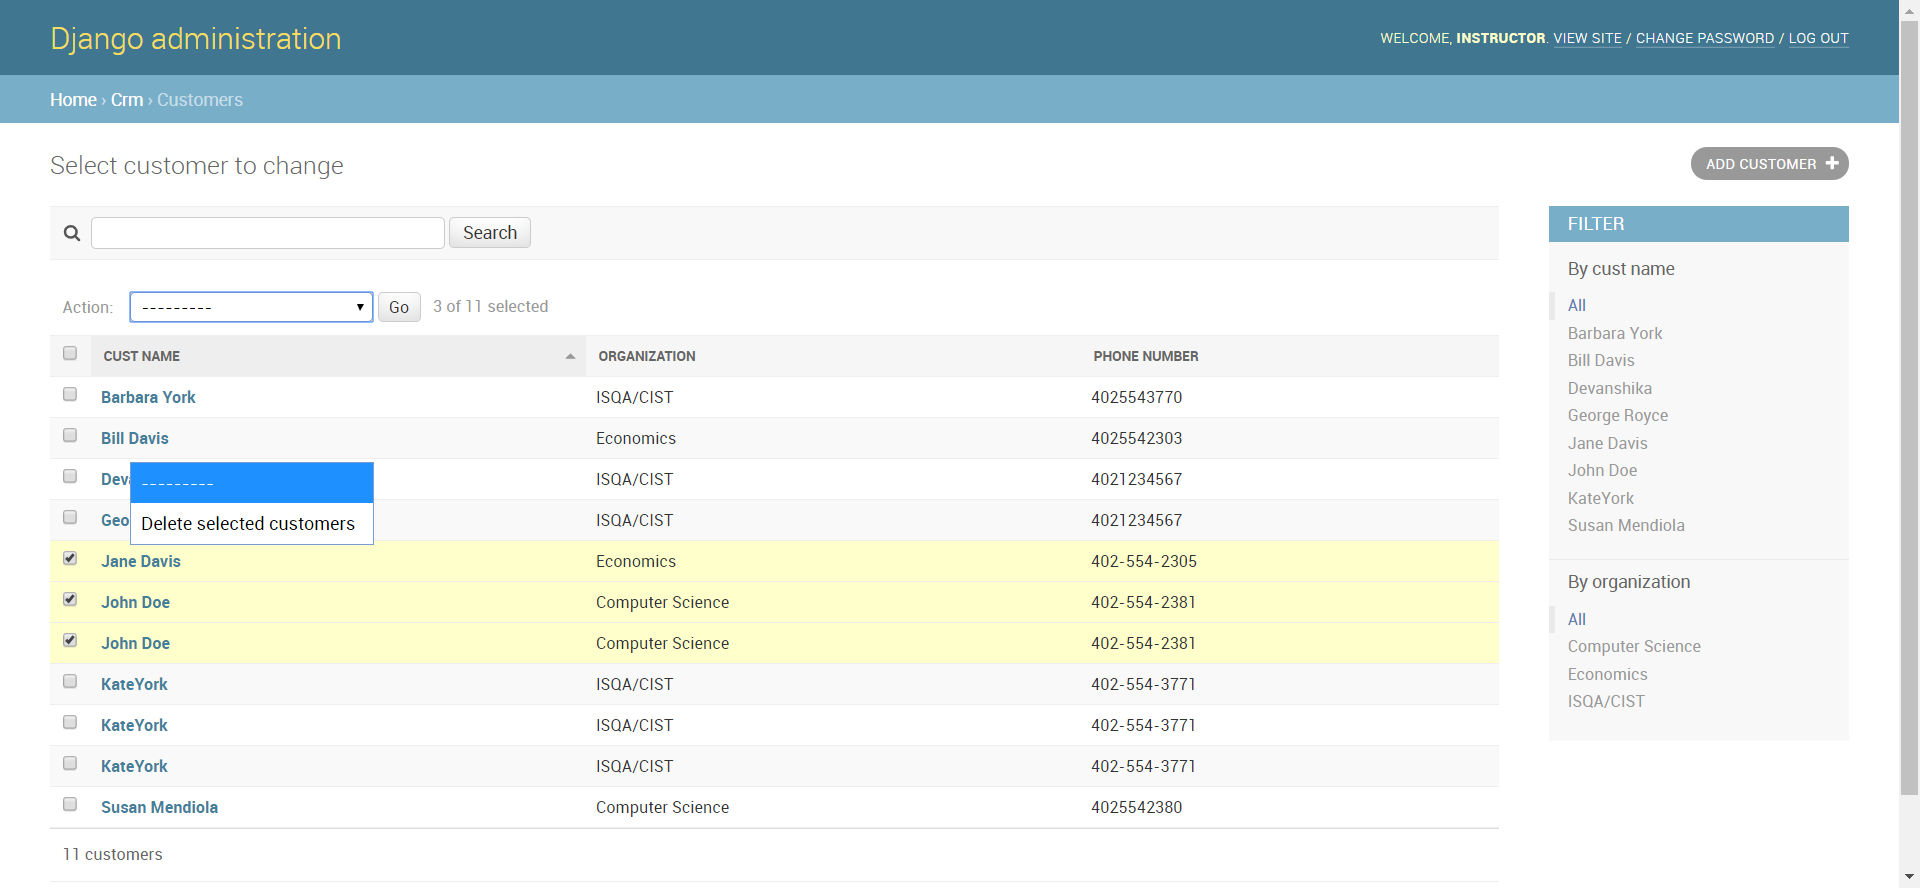 Django administration
WELCOME, INSTRUCTOR. VIEW SITE / CHANGE PASSWORD / LOG OUT
Home › Crm › Customers
Select customer to change
ADD CUSTOMER +
Search
Action: --------- Go 3 of 11 selected
CUST NAME ORGANIZATION PHONE NUMBER
Barbara York ISQA/CIST 4025543770
Bill Davis Economics 4025542303
Deva ISQA/CIST 4021234567
---------
Geo ISQA/CIST 4021234567
Delete selected customers
Jane Davis Economics 402-554-2305
John Doe Computer Science 402-554-2381
John Doe Computer Science 402-554-2381
KateYork ISQA/CIST 402-554-3771
KateYork ISQA/CIST 402-554-3771
KateYork ISQA/CIST 402-554-3771
Susan Mendiola Computer Science 4025542380
11 customers
FILTER
By cust name
All
Barbara York
Bill Davis
Devanshika
George Royce
Jane Davis
John Doe
KateYork
Susan Mendiola
By organization
All
Computer Science
Economics
ISQA/CIST